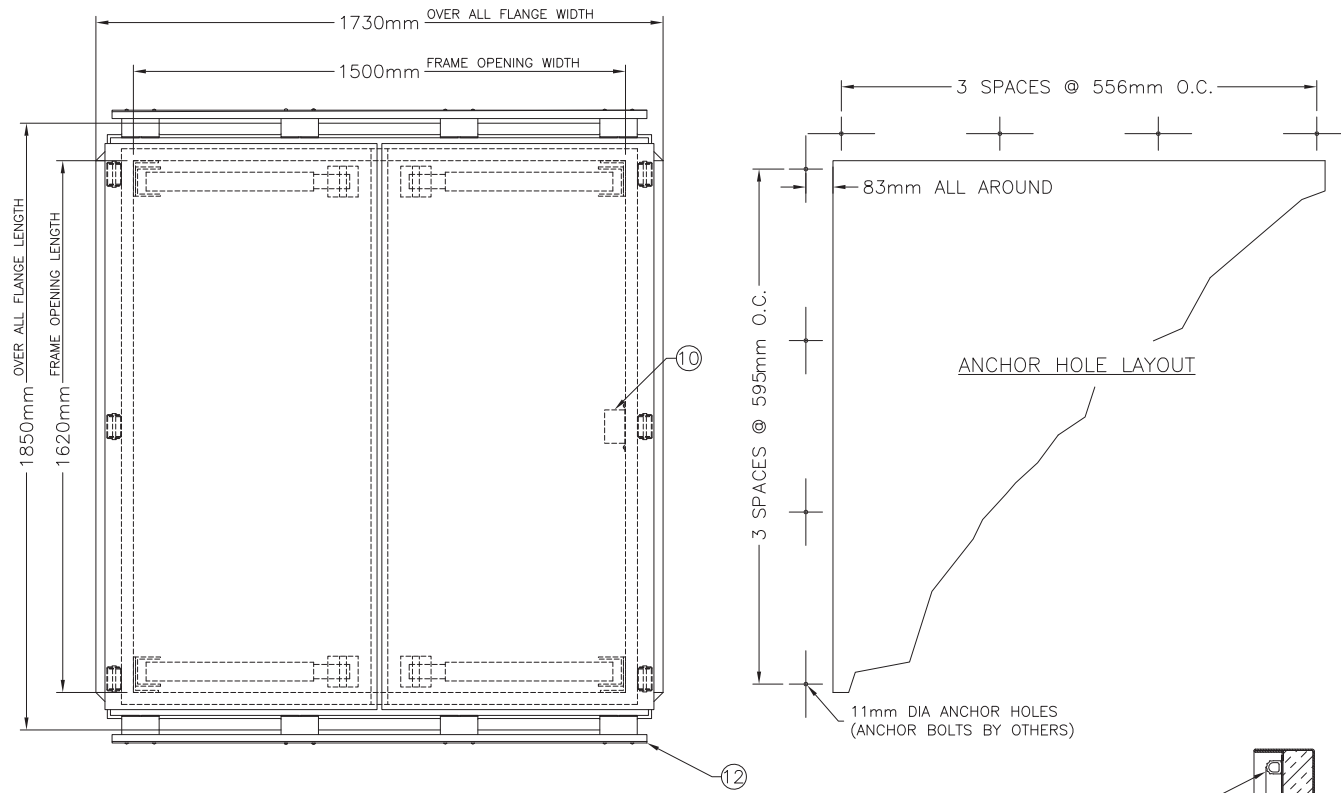 1730mm OVER ALL FLANGE WIDTH
1500mm FRAME OPENING WIDTH
3 SPACES @ 556mm O.C.
83mm ALL AROUND
1850mm OVER ALL FLANGE LENGTH
1620mm FRAME OPENING LENGTH
3 SPACES @ 595mm O.C.
10
ANCHOR HOLE LAYOUT
11mm DIA ANCHOR HOLES
(ANCHOR BOLTS BY OTHERS)
12